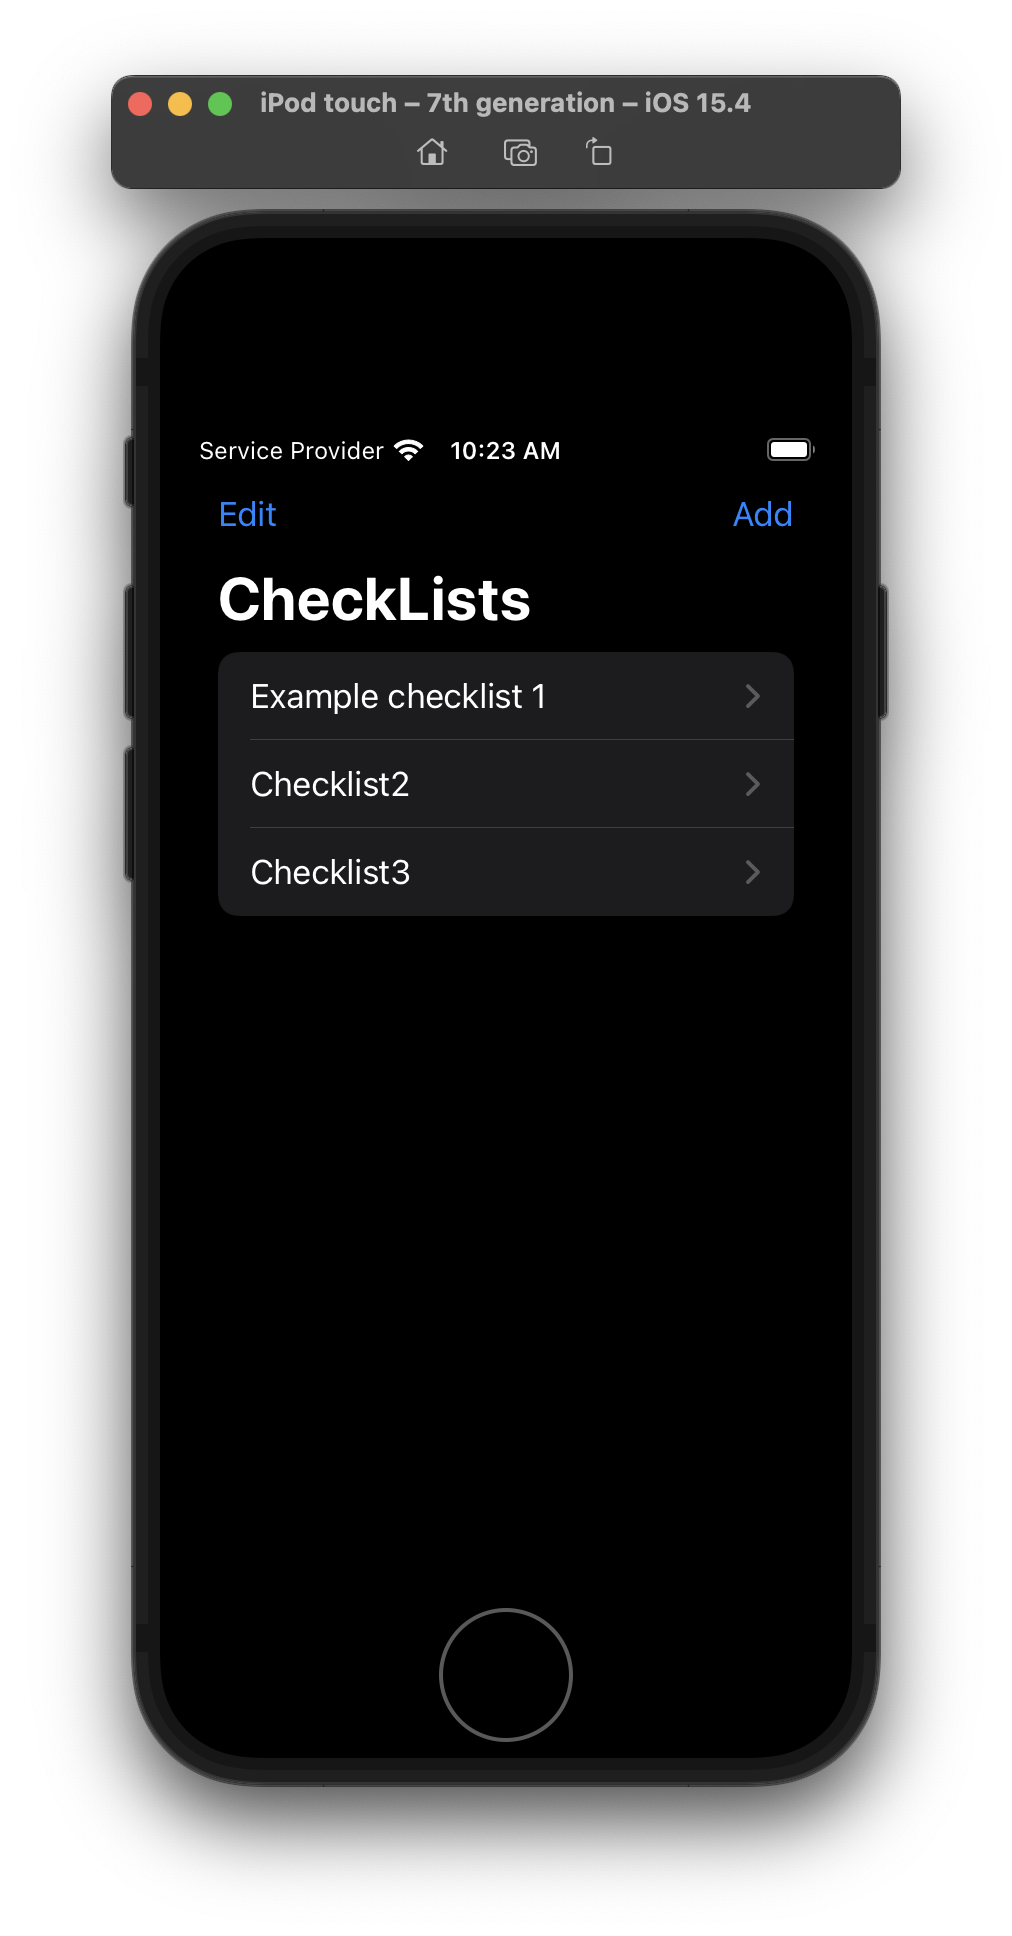 iPod touch – 7th generation – iOS 15.4
Service Provider 10:23 AM
Edit Add
CheckLists
Example checklist 1
Checklist2
Checklist3